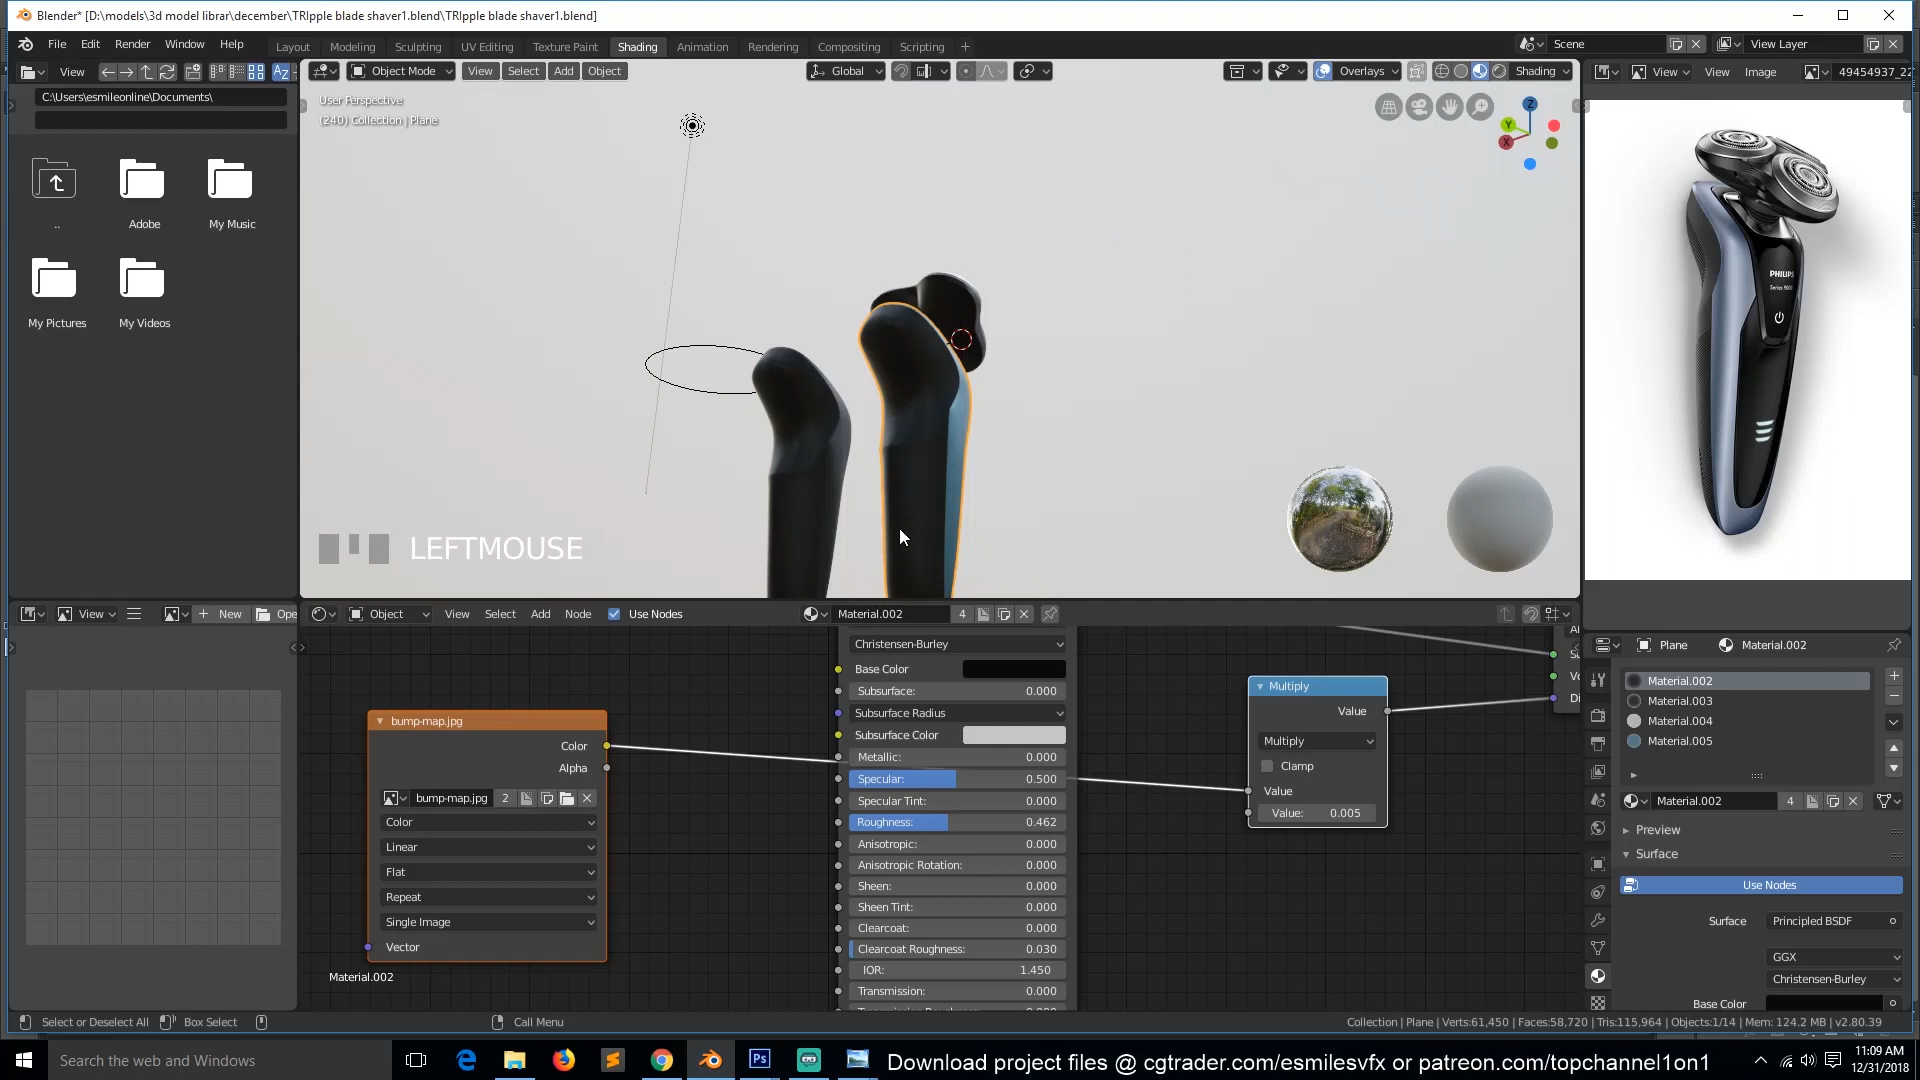 Blender* [D:\models\3d model librar\december\TRIpple blade shaver1.blend\TRIpple blade shaver1.blend]
File Edit Render Window Help Layout Modeling Sculpting UV Editing Texture Paint Shading Animation Rendering Compositing Scripting + Scene View Layer
View Object Mode View Select Add Object Global Overlays Shading View View Image 49454937_22
C:\Users\esmileonline\Documents\
User Perspective
(240) Collection | Plane
..
Adobe
My Music
My Pictures
My Videos
Z
Y
X
PHILIPS
Series 9000
LEFTMOUSE
View New Ope Object View Select Add Node Use Nodes Material.002 4
Christensen-Burley
Base Color
Subsurface: 0.000
Subsurface Radius
Subsurface Color
Metallic: 0.000
Specular: 0.500
Specular Tint: 0.000
Roughness: 0.462
Anisotropic: 0.000
Anisotropic Rotation: 0.000
Sheen: 0.000
Sheen Tint: 0.000
Clearcoat: 0.000
Clearcoat Roughness: 0.030
IOR: 1.450
Transmission: 0.000
bump-map.jpg
Color
Alpha
bump-map.jpg 2
Color
Linear
Flat
Repeat
Single Image
Vector
Material.002
Multiply
Value
Multiply
Clamp
Value
Value: 0.005
Plane Material.002
Material.002
Material.003
Material.004
Material.005
Material.002 4
Preview
Surface
Use Nodes
Surface Principled BSDF
GGX
Christensen-Burley
Base Color
Select or Deselect All Box Select Call Menu Collection | Plane | Verts:61,450 | Faces:58,720 | Tris:115,964 | Objects:1/14 | Mem: 124.2 MB | v2.80.39
Search the web and Windows
Download project files @ cgtrader.com/esmilesvfx or patreon.com/topchannel1on1
11:09 AM
12/31/2018